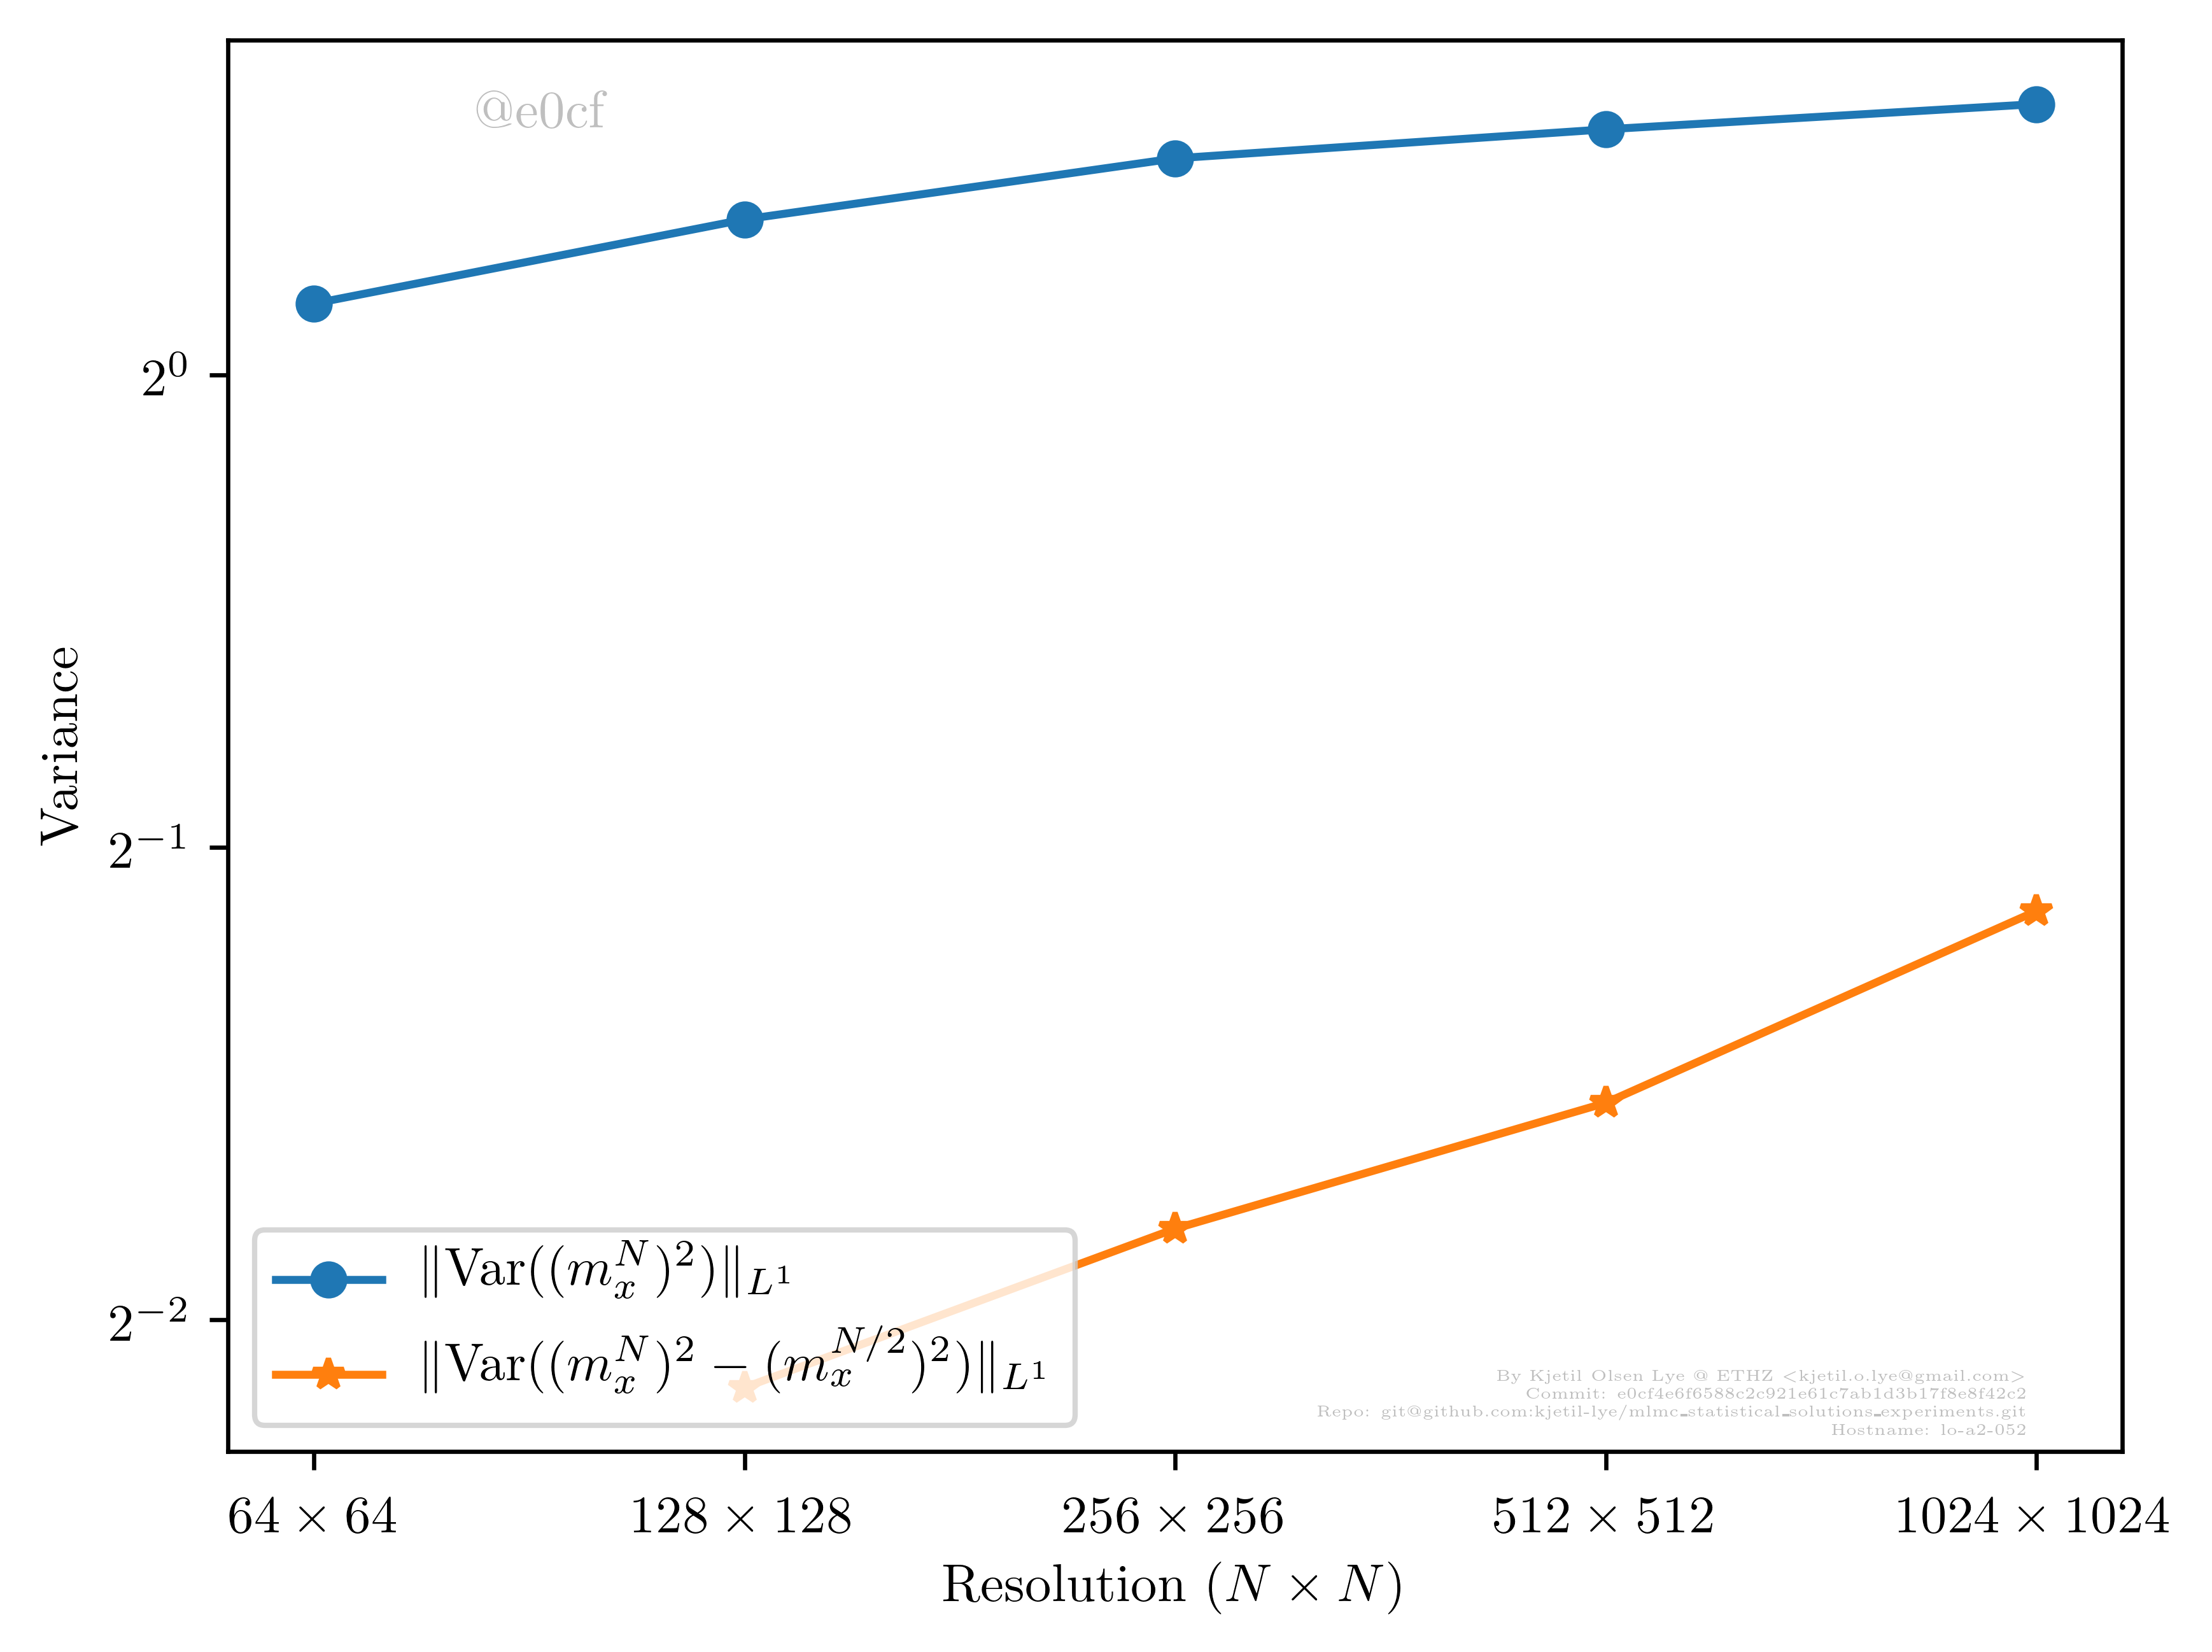 @e0cf
2^0
2^{-1}
2^{-2}
Variance
‖Var((m_x^N)^2)‖_{L^1}
‖Var((m_x^N)^2 − (m_x^{N/2})^2)‖_{L^1}
By Kjetil Olsen Lye @ ETHZ <kjetil.o.lye@gmail.com>
Commit: e0cf4e6f6588c2c921e61c7ab1d3b17f8e8f42c2
Repo: git@github.com:kjetil-lye/mlmc_statistical_solutions_experiments.git
Hostname: lo-a2-052
64 × 64 128 × 128 256 × 256 512 × 512 1024 × 1024
Resolution (N × N)